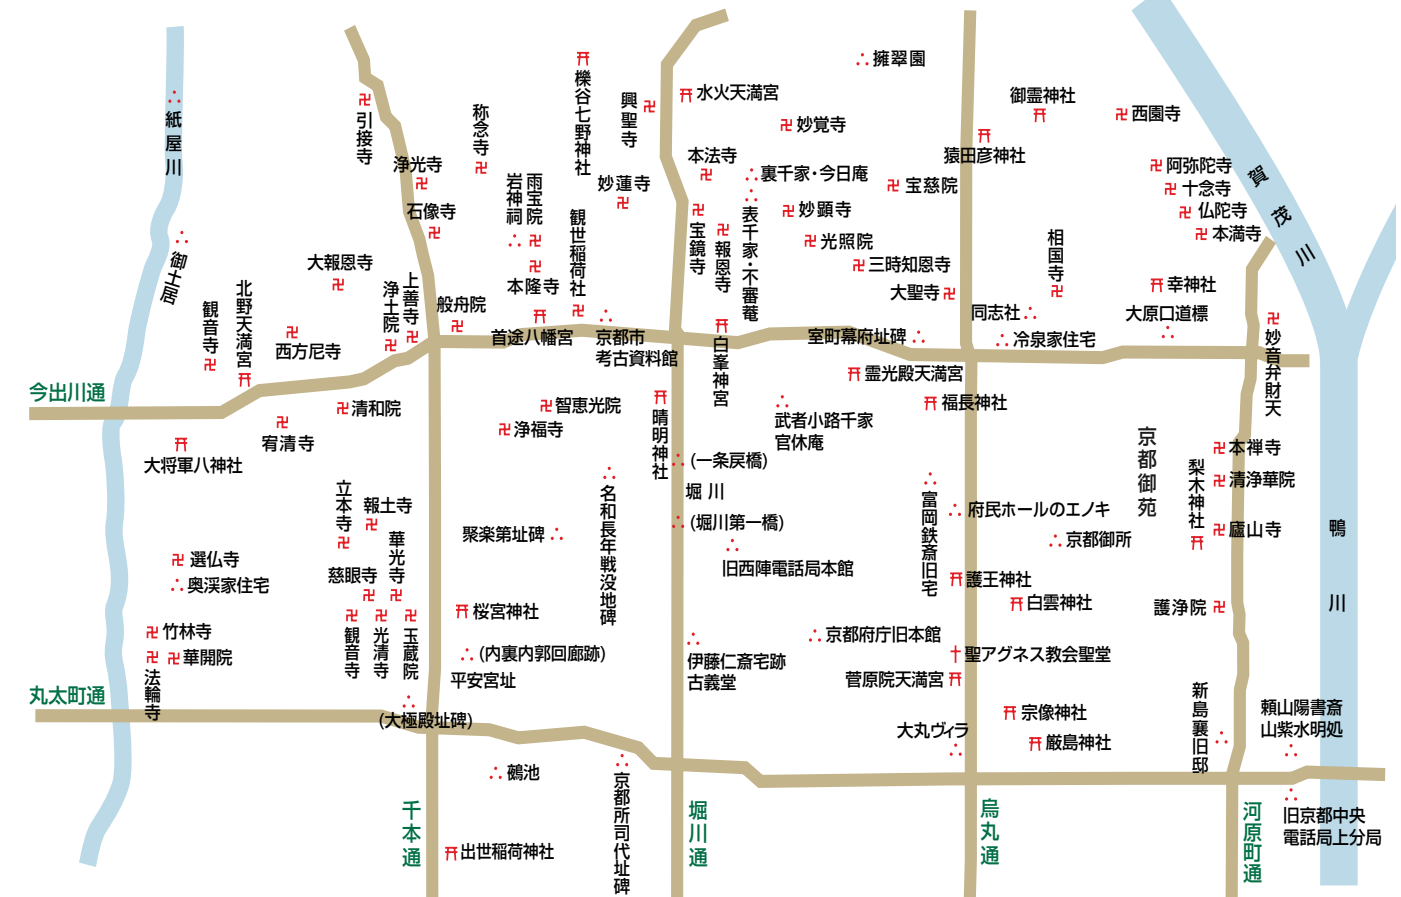 擁翠園
櫟谷七野神社
興聖寺
水火天満宮
御霊神社
西園寺
紙屋川
引接寺
称念寺
妙覚寺
猿田彦神社
浄光寺
本法寺
裏千家・今日庵
宝慈院
阿弥陀寺
賀茂川
十念寺
岩神祠
雨宝院
妙蓮寺
石像寺
観世稲荷社
宝鏡寺
報恩寺
表千家・不審菴
妙顕寺
仏陀寺
本満寺
光照院
相国寺
御土居
大報恩寺
上善寺
浄土院
三時知恩寺
北野天満宮
本隆寺
大聖寺
幸神社
観音寺
般舟院
同志社
大原口道標
西方尼寺
首途八幡宮
京都市
考古資料館
白峯神宮
室町幕府址碑
冷泉家住宅
妙音弁財天
今出川通
霊光殿天満宮
清和院
智恵光院
晴明神社
福長神社
宥清寺
浄福寺
武者小路千家
官休庵
京都御苑
大将軍八神社
(一条戻橋)
本禅寺
梨木神社
清浄華院
立本寺
報土寺
名和長年戦没地碑
堀川
富岡鉄斎旧宅
府民ホールのエノキ
聚楽第址碑
(堀川第一橋)
廬山寺
鴨川
華光寺
京都御所
選仏寺
旧西陣電話局本館
慈眼寺
護王神社
奥渓家住宅
桜宮神社
白雲神社
護浄院
竹林寺
観音寺
光清寺
玉蔵院
京都府庁旧本館
華開院
(内裏内郭回廊跡)
平安宮址
伊藤仁斎宅跡
古義堂
聖アグネス教会聖堂
法輪寺
菅原院天満宮
新島襄旧邸
丸太町通
(大極殿址碑)
宗像神社
頼山陽書斎
山紫水明処
大丸ヴィラ
厳島神社
鵺池
京都所司代址碑
千本通
堀川通
烏丸通
河原町通
旧京都中央
電話局上分局
出世稲荷神社